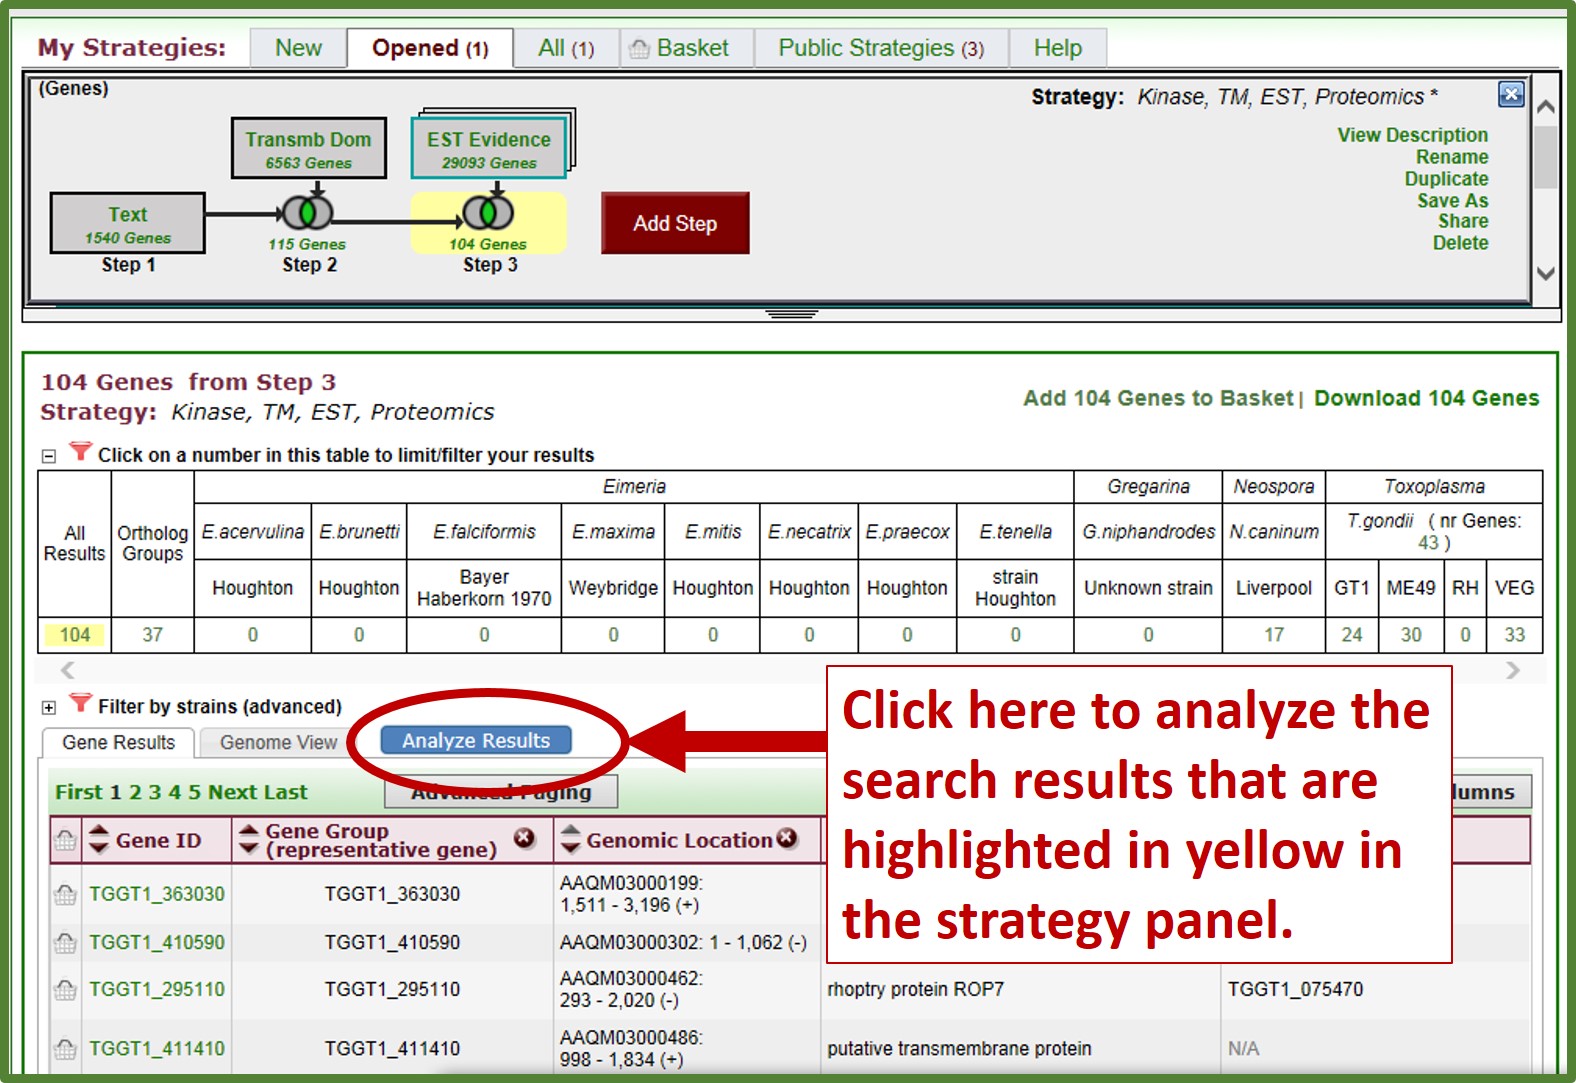 My Strategies: New Opened (1) All (1) Basket Public Strategies (3) Help
(Genes)
Strategy: Kinase, TM, EST, Proteomics *
View Description
Rename
Duplicate
Save As
Share
Delete
Transmb Dom
6563 Genes
EST Evidence
29093 Genes
Text
1540 Genes
115 Genes
104 Genes
Add Step
Step 1
Step 2
Step 3
104 Genes from Step 3
Strategy: Kinase, TM, EST, Proteomics
Add 104 Genes to Basket | Download 104 Genes
Click on a number in this table to limit/filter your results
All
Results
Ortholog
Groups
Eimeria Gregarina Neospora Toxoplasma
E.acervulina E.brunetti E.falciformis E.maxima E.mitis E.necatrix E.praecox E.tenella G.niphandrodes N.caninum T.gondii ( nr Genes:
43 )
Houghton Houghton Bayer
Haberkorn 1970 Weybridge Houghton Houghton Houghton strain
Houghton Unknown strain Liverpool GT1 ME49 RH VEG
104 37 0 0 0 0 0 0 0 0 0 17 24 30 0 33
Filter by strains (advanced)
Gene Results Genome View Analyze Results
Click here to analyze the
search results that are
highlighted in yellow in
the strategy panel.
First 1 2 3 4 5 Next Last
Advanced Paging
lumns
Gene ID
Gene Group
(representative gene)
Genomic Location
TGGT1_363030 TGGT1_363030 AAQM03000199:
1,511 - 3,196 (+)
TGGT1_410590 TGGT1_410590 AAQM03000302: 1 - 1,062 (-)
TGGT1_295110 TGGT1_295110 AAQM03000462:
293 - 2,020 (-)
rhoptry protein ROP7 TGGT1_075470
TGGT1_411410 TGGT1_411410 AAQM03000486:
998 - 1,834 (+)
putative transmembrane protein N/A